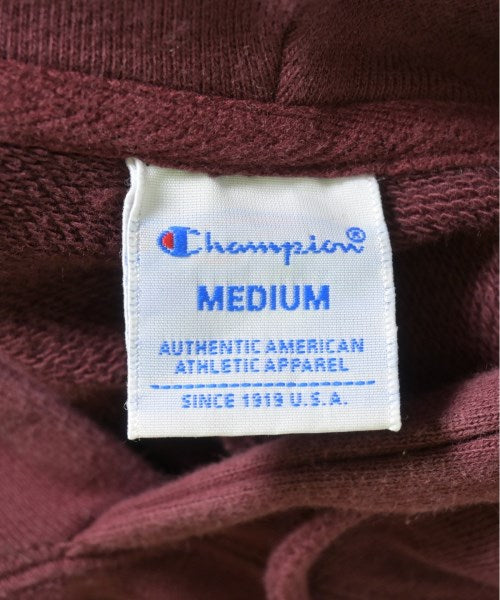 Champion®
MEDIUM
AUTHENTIC AMERICAN
ATHLETIC APPAREL
SINCE 1919 U.S.A.